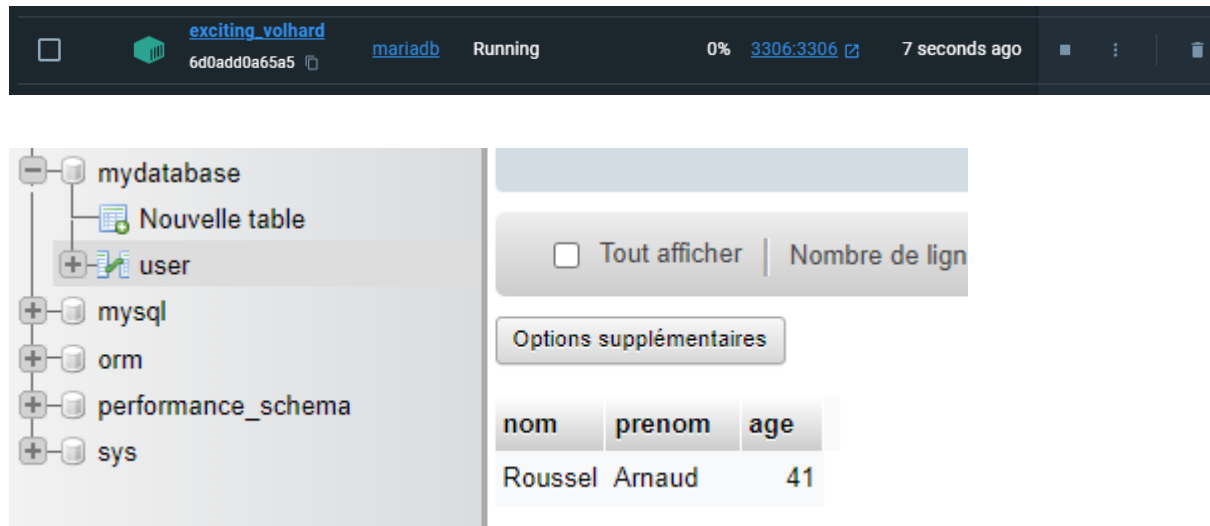 exciting_volhard
6d0add0a65a5 mariadb Running 0% 3306:3306 7 seconds ago
mydatabase
Nouvelle table
user
mysql
orm
performance_schema
sys
Tout afficher Nombre de lign
Options supplémentaires
nom prenom age
Roussel Arnaud 41